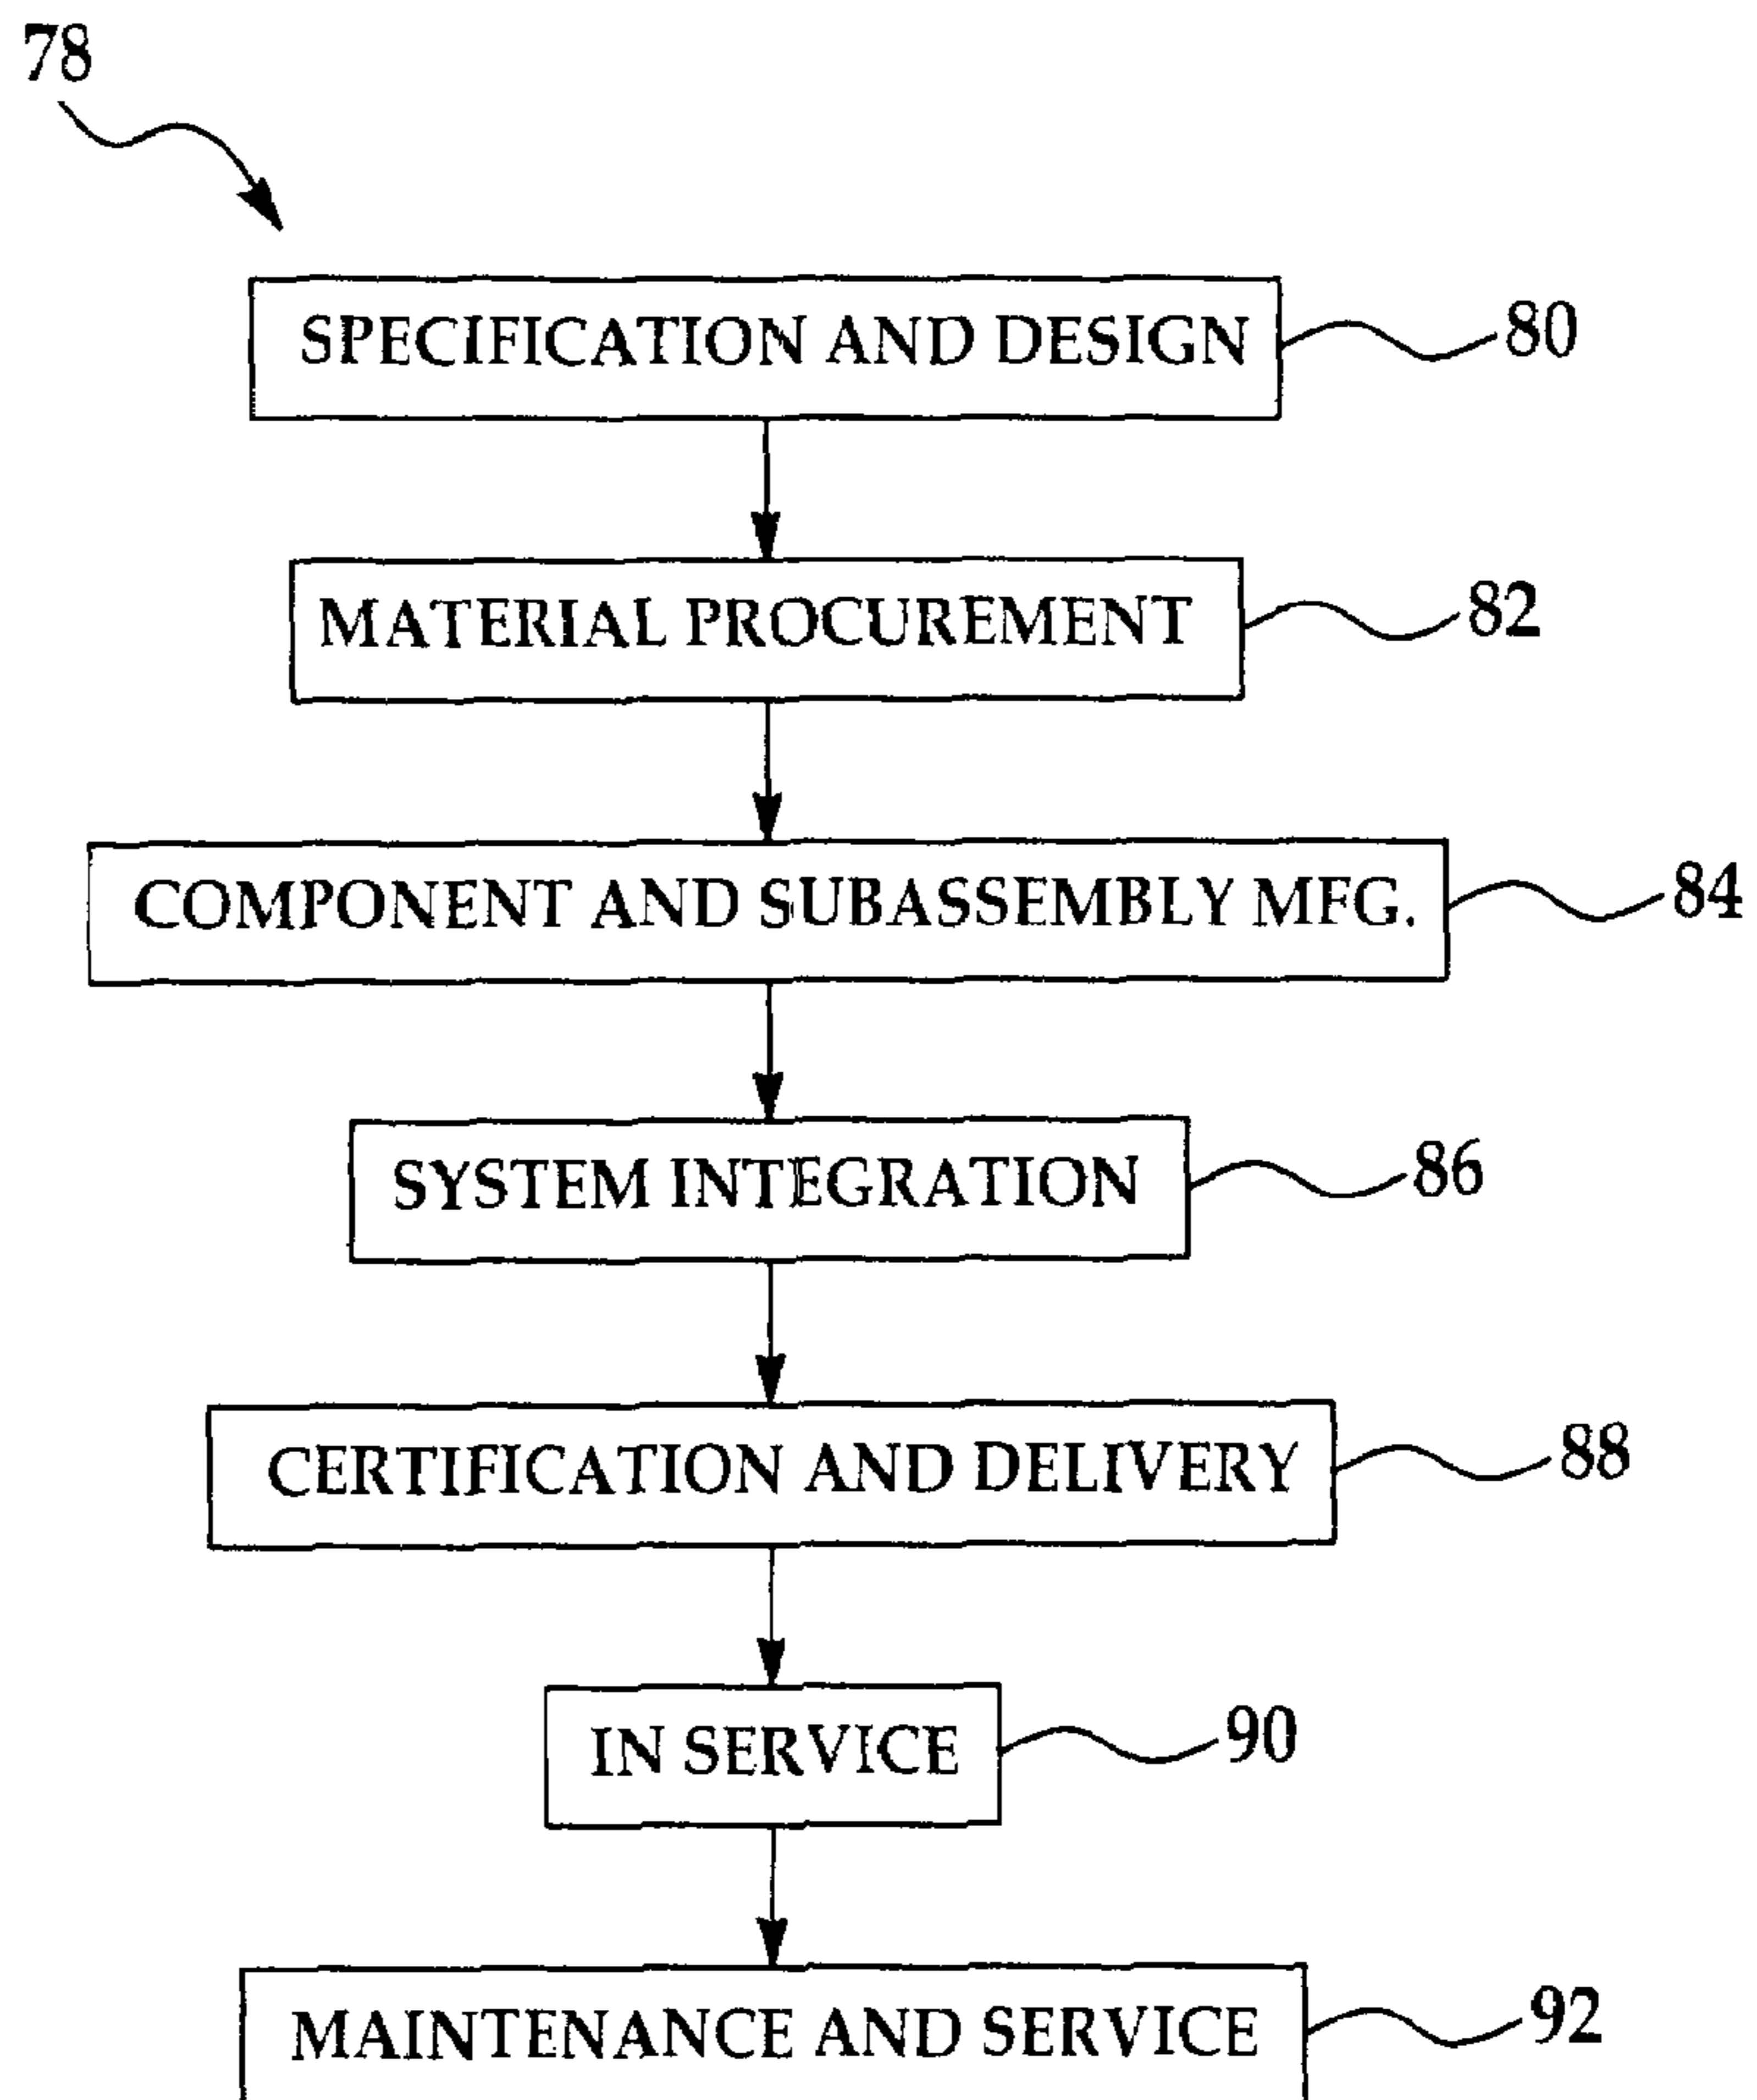 78
SPECIFICATION AND DESIGN 80
MATERIAL PROCUREMENT 82
COMPONENT AND SUBASSEMBLY MFG. 84
SYSTEM INTEGRATION 86
CERTIFICATION AND DELIVERY 88
IN SERVICE 90
MAINTENANCE AND SERVICE 92